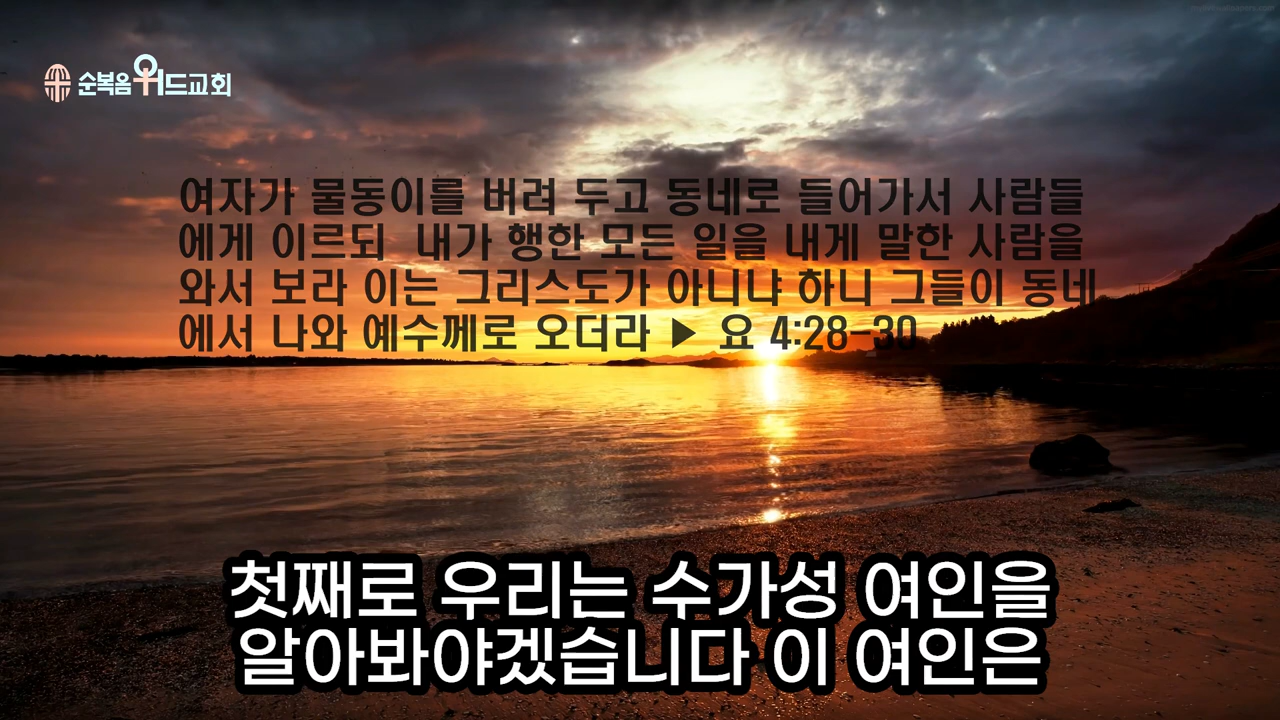 순복음워드교회
여자가 물동이를 버려 두고 동네로 들어가서 사람들
에게 이르되 내가 행한 모든 일을 내게 말한 사람을
와서 보라 이는 그리스도가 아니냐 하니 그들이 동네
에서 나와 예수께로 오더라 ▶ 요 4:28-30
첫째로 우리는 수가성 여인을
알아봐야겠습니다 이 여인은